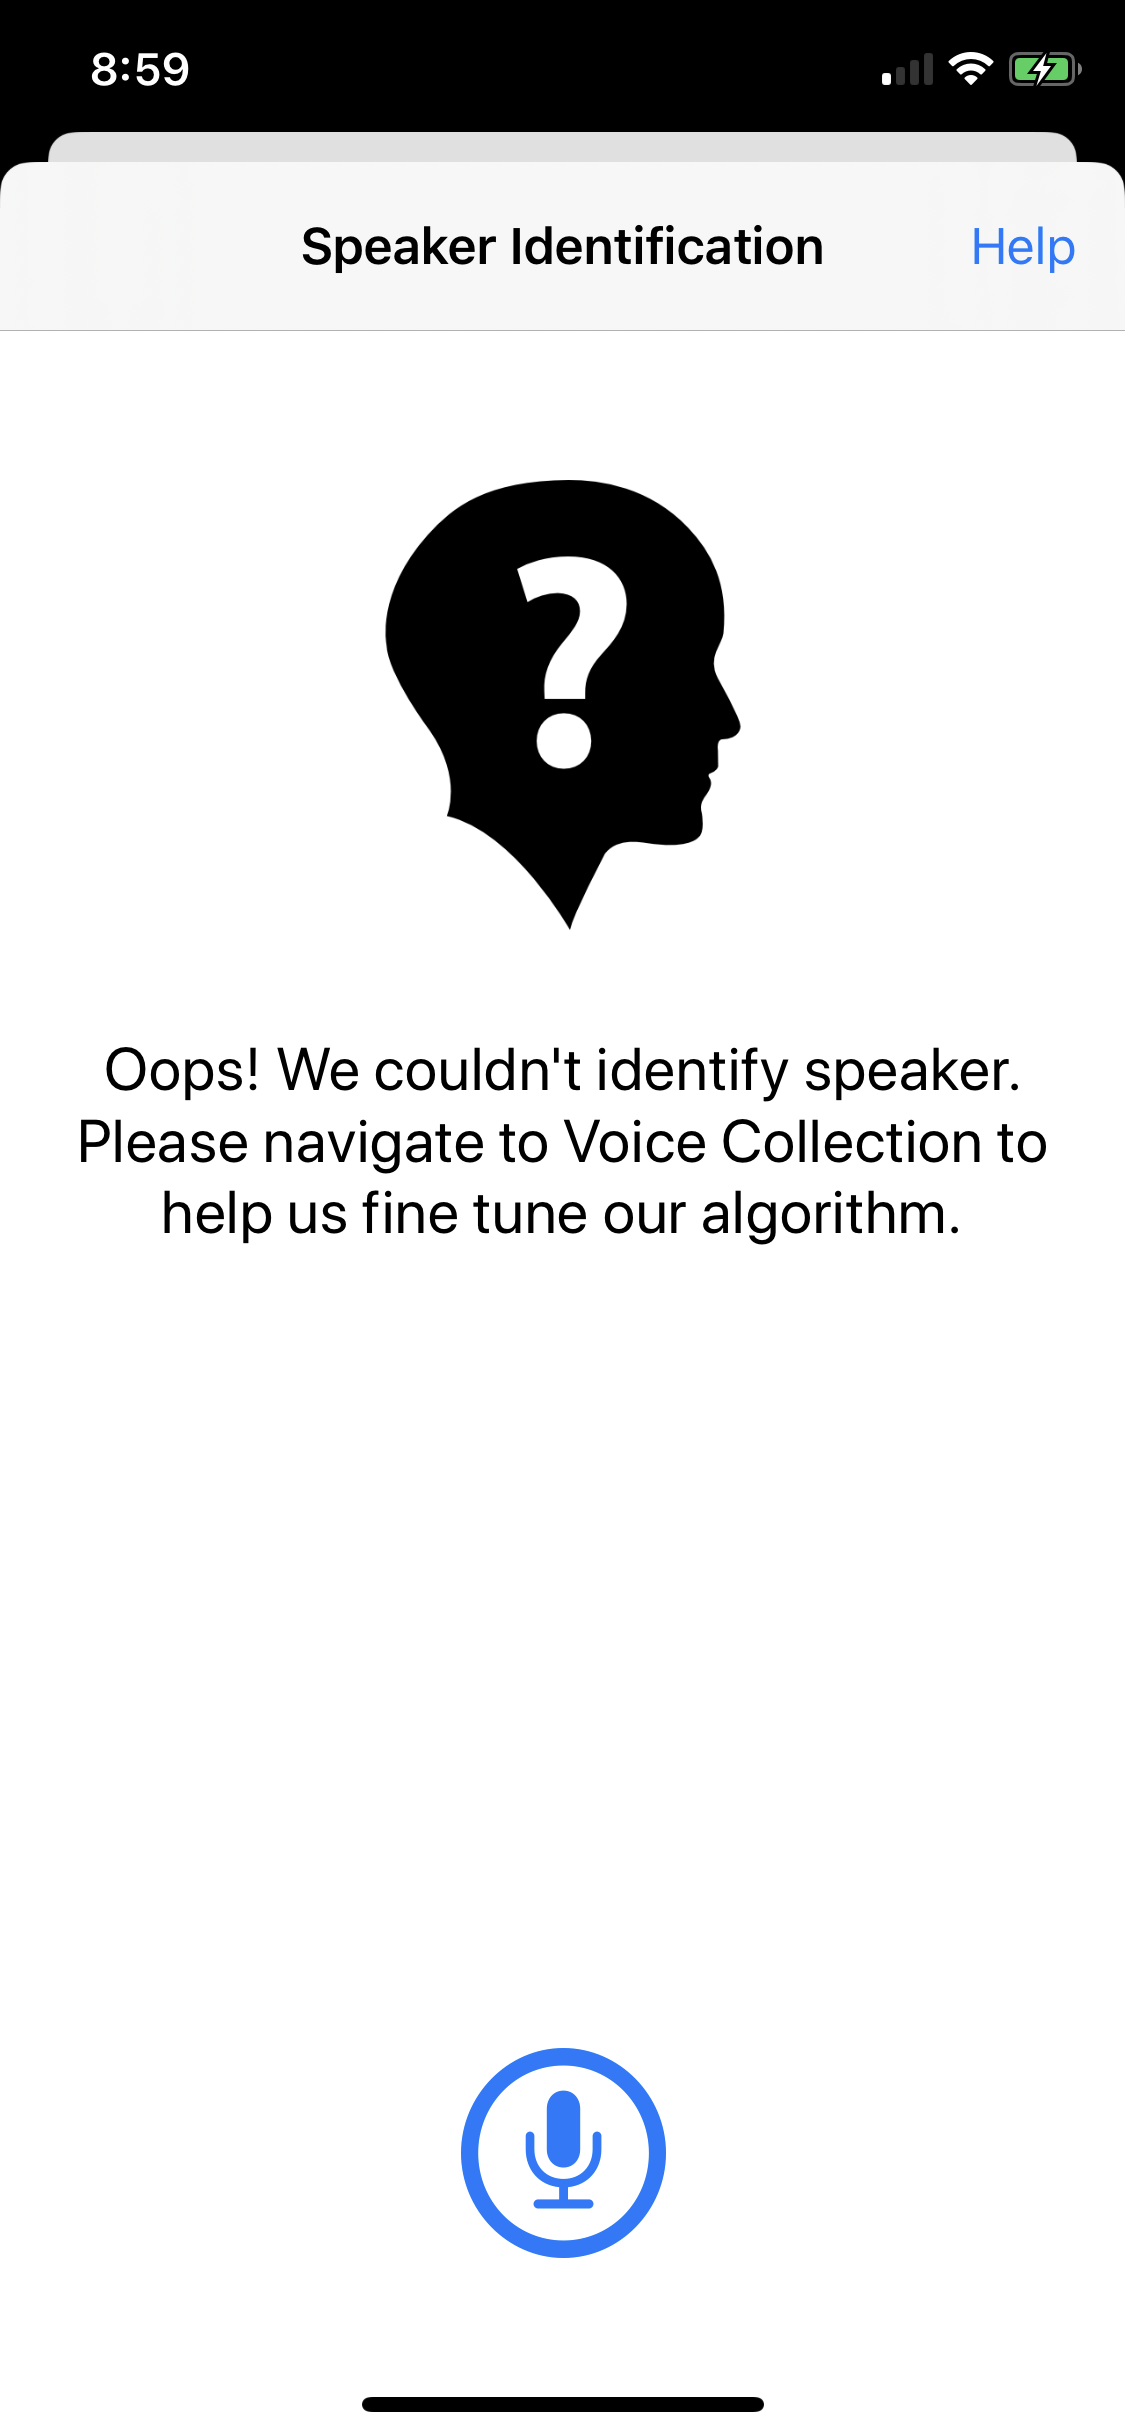 8:59
Speaker Identification
Help
?
Oops! We couldn't identify speaker.
Please navigate to Voice Collection to
help us fine tune our algorithm.